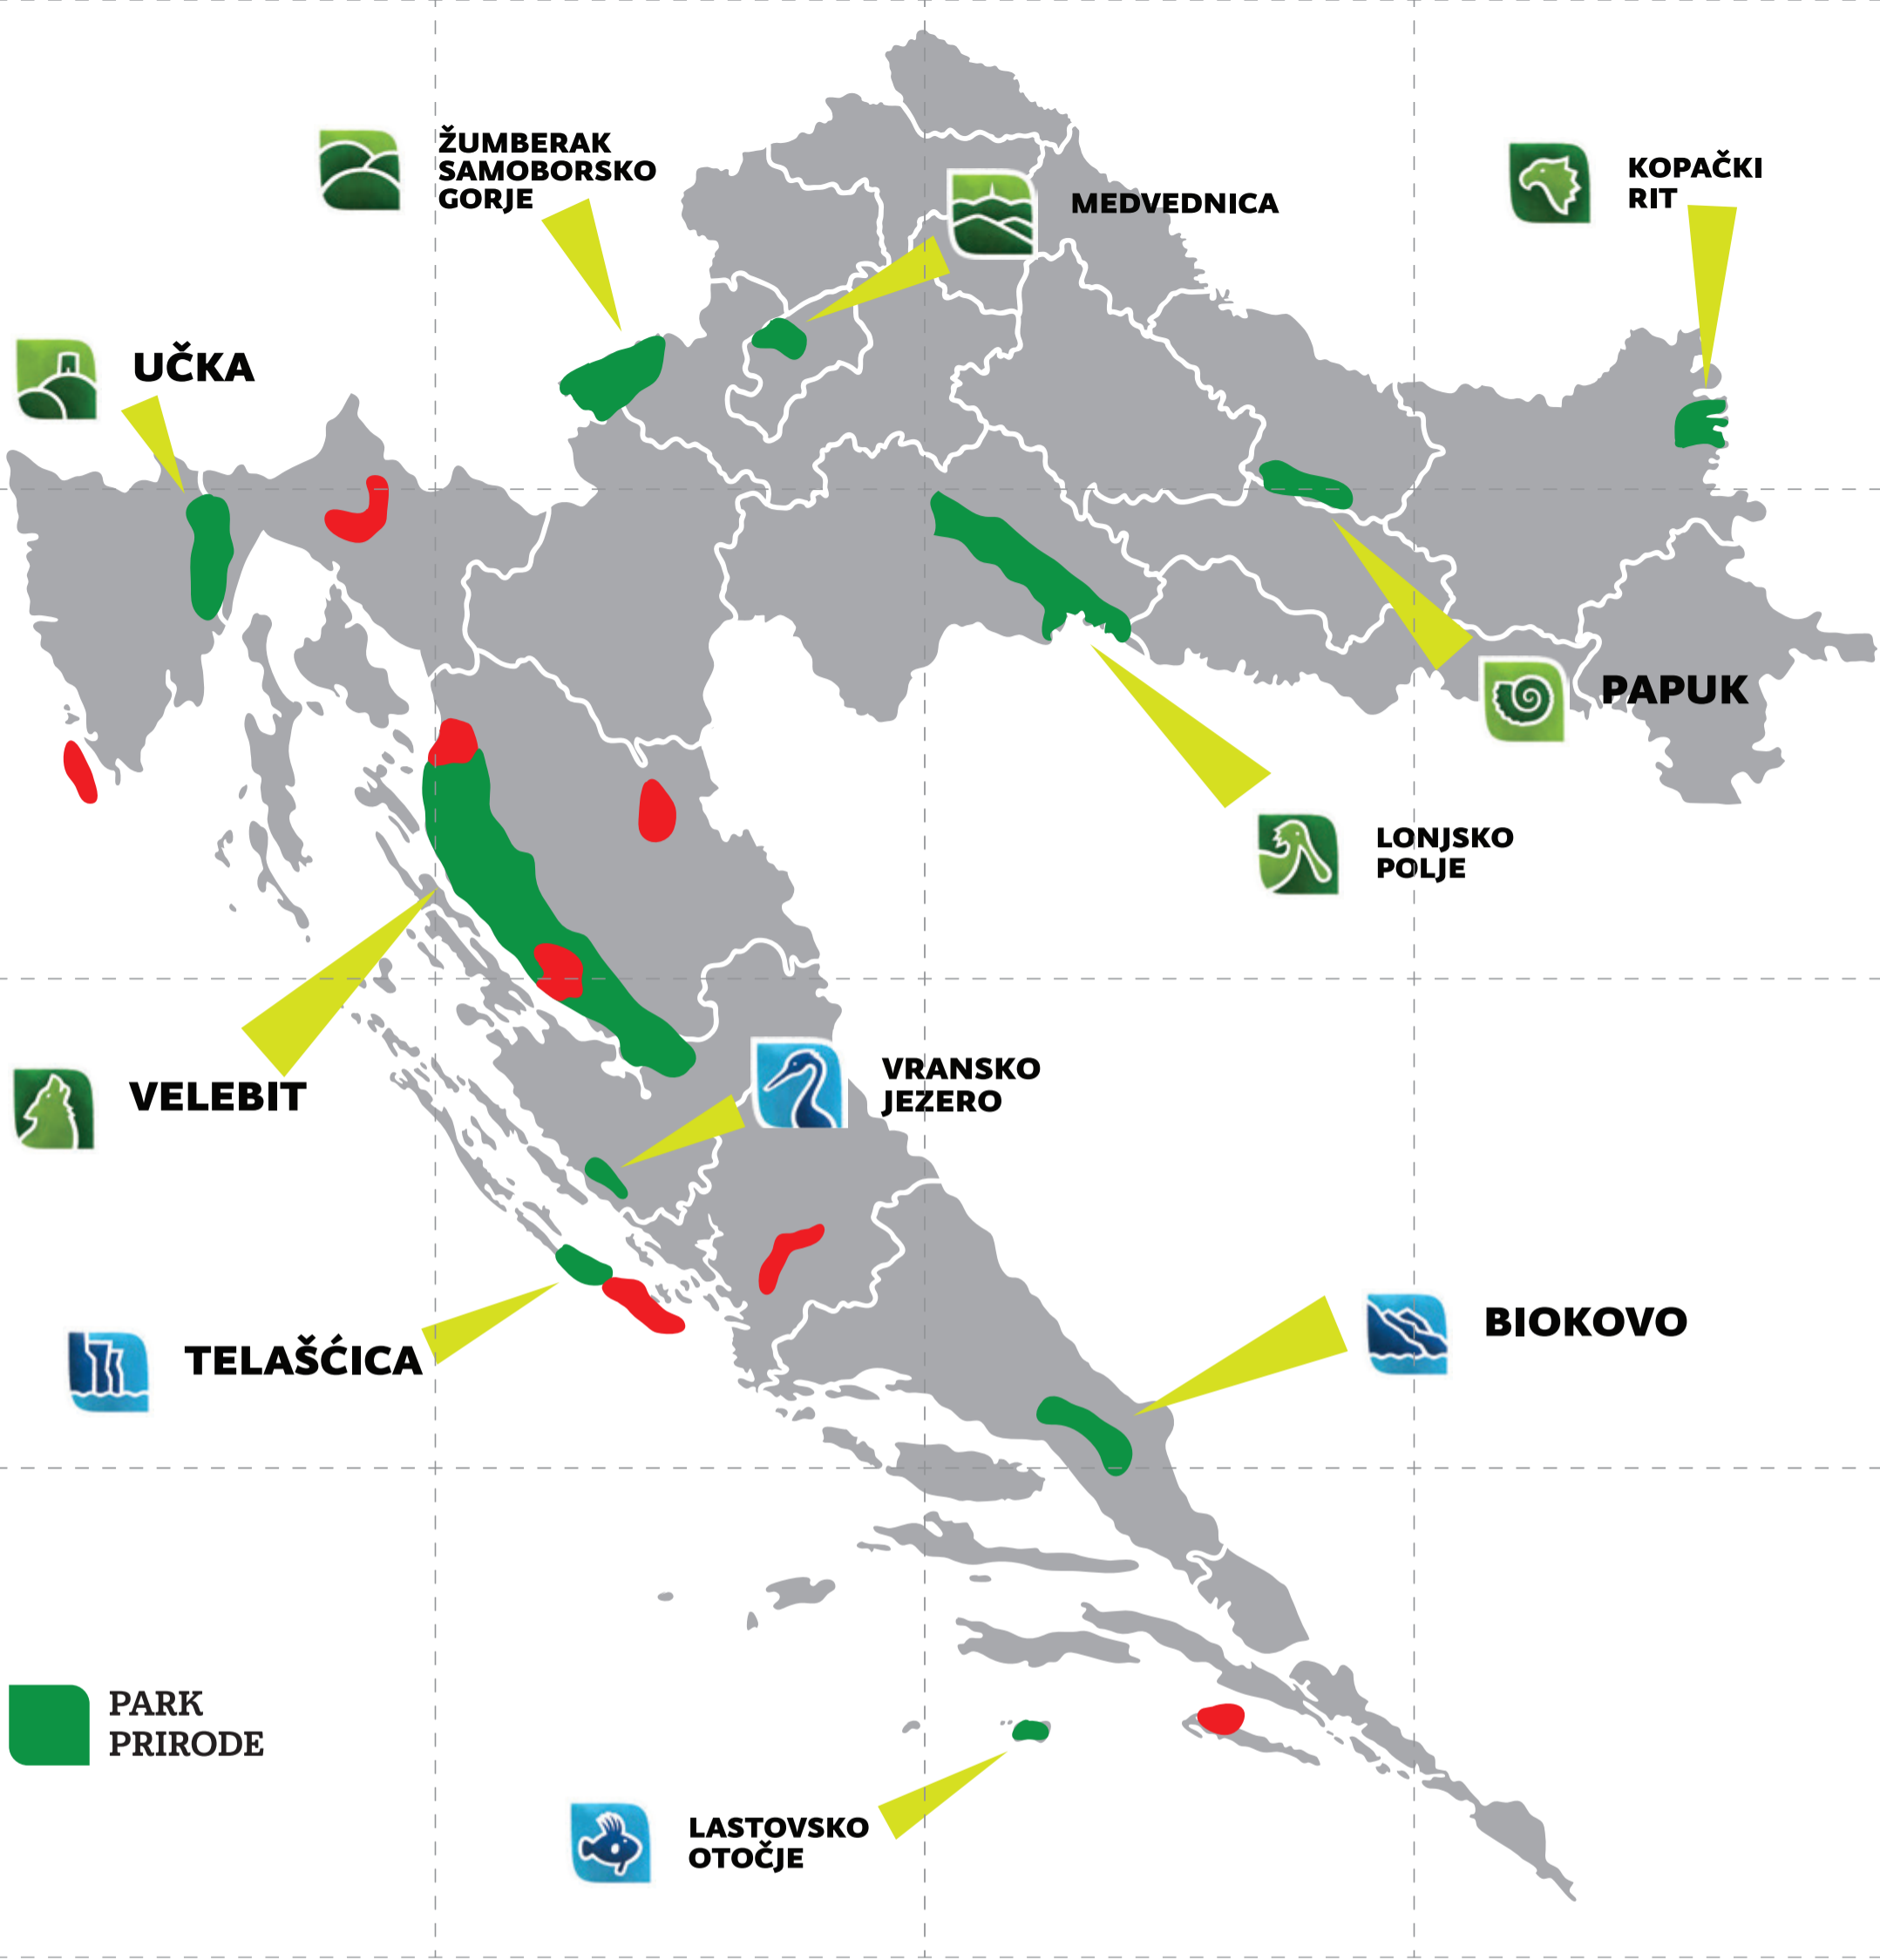 ŽUMBERAK
SAMOBORSKO
GORJE
MEDVEDNICA
KOPAČKI
RIT
UČKA
PAPUK
LONJSKO
POLJE
VELEBIT
VRANSKO
JEZERO
TELAŠĆICA
BIOKOVO
PARK
PRIRODE
LASTOVSKO
OTOČJE